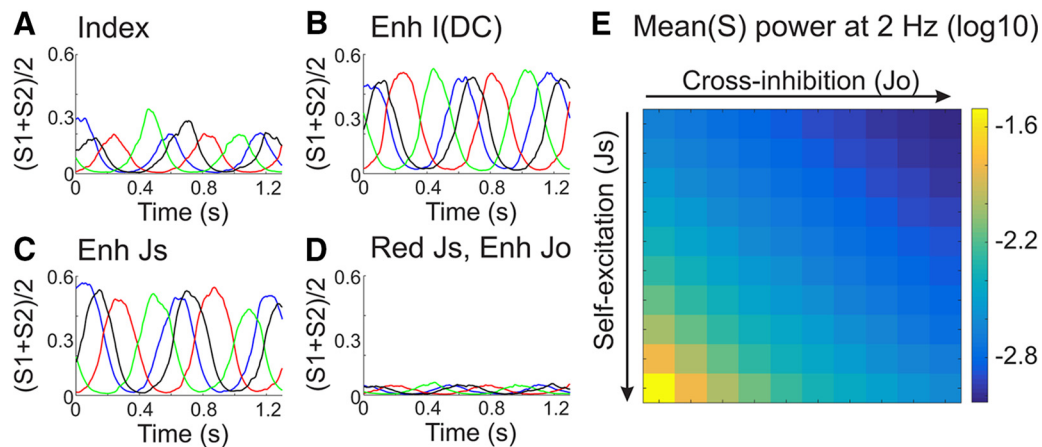 A Index
(S1+S2)/2
0.6
0.3
0
0 0.4 0.8 1.2
Time (s)
B Enh I(DC)
(S1+S2)/2
0.6
0.3
0
0 0.4 0.8 1.2
Time (s)
C Enh Js
(S1+S2)/2
0.6
0.3
0
0 0.4 0.8 1.2
Time (s)
D Red Js, Enh Jo
(S1+S2)/2
0.6
0.3
0
0 0.4 0.8 1.2
Time (s)
E Mean(S) power at 2 Hz (log10)
Cross-inhibition (Jo)
Self-excitation (Js)
-1.6
-2.2
-2.8